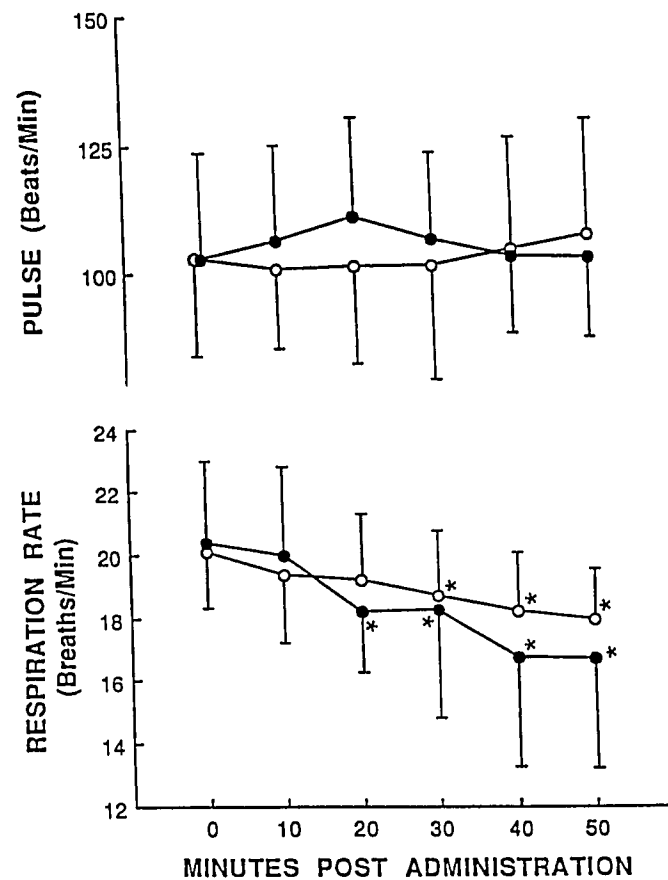 150
125
100
PULSE (Beats/Min)
24
22
20
18
16
14
12
RESPIRATION RATE
(Breaths/Min)
* * *
* * * *
0 10 20 30 40 50
MINUTES POST ADMINISTRATION